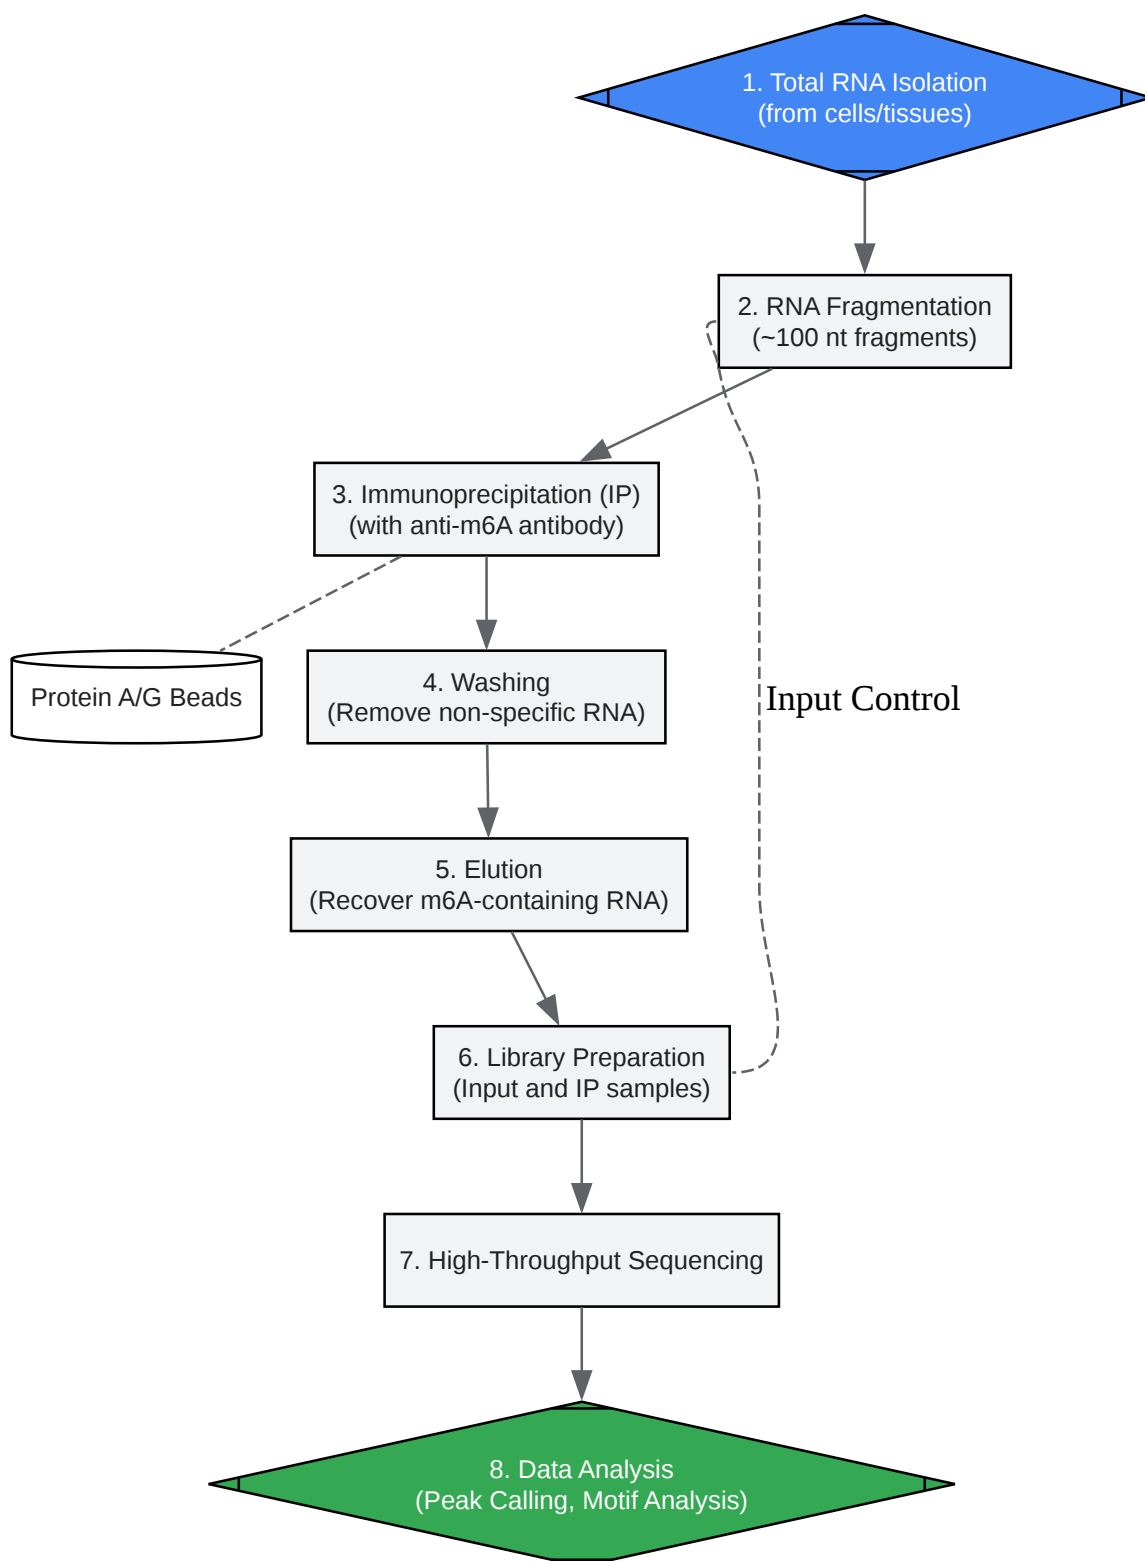 1. Total RNA Isolation
(from cells/tissues)
2. RNA Fragmentation
(~100 nt fragments)
3. Immunoprecipitation (IP)
(with anti-m6A antibody)
Protein A/G Beads
4. Washing
(Remove non-specific RNA)
Input Control
5. Elution
(Recover m6A-containing RNA)
6. Library Preparation
(Input and IP samples)
7. High-Throughput Sequencing
8. Data Analysis
(Peak Calling, Motif Analysis)